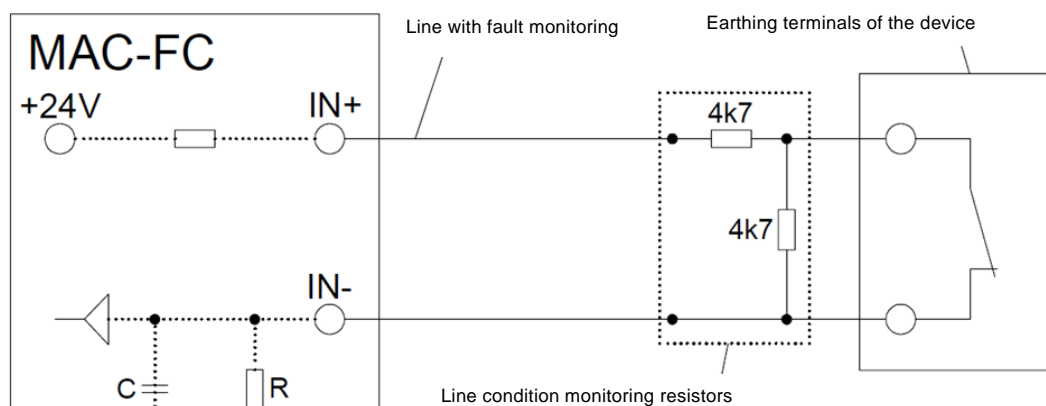 Line with fault monitoring
Earthing terminals of the device
MAC-FC
+24V
IN+
4k7
4k7
IN-
C
R
Line condition monitoring resistors